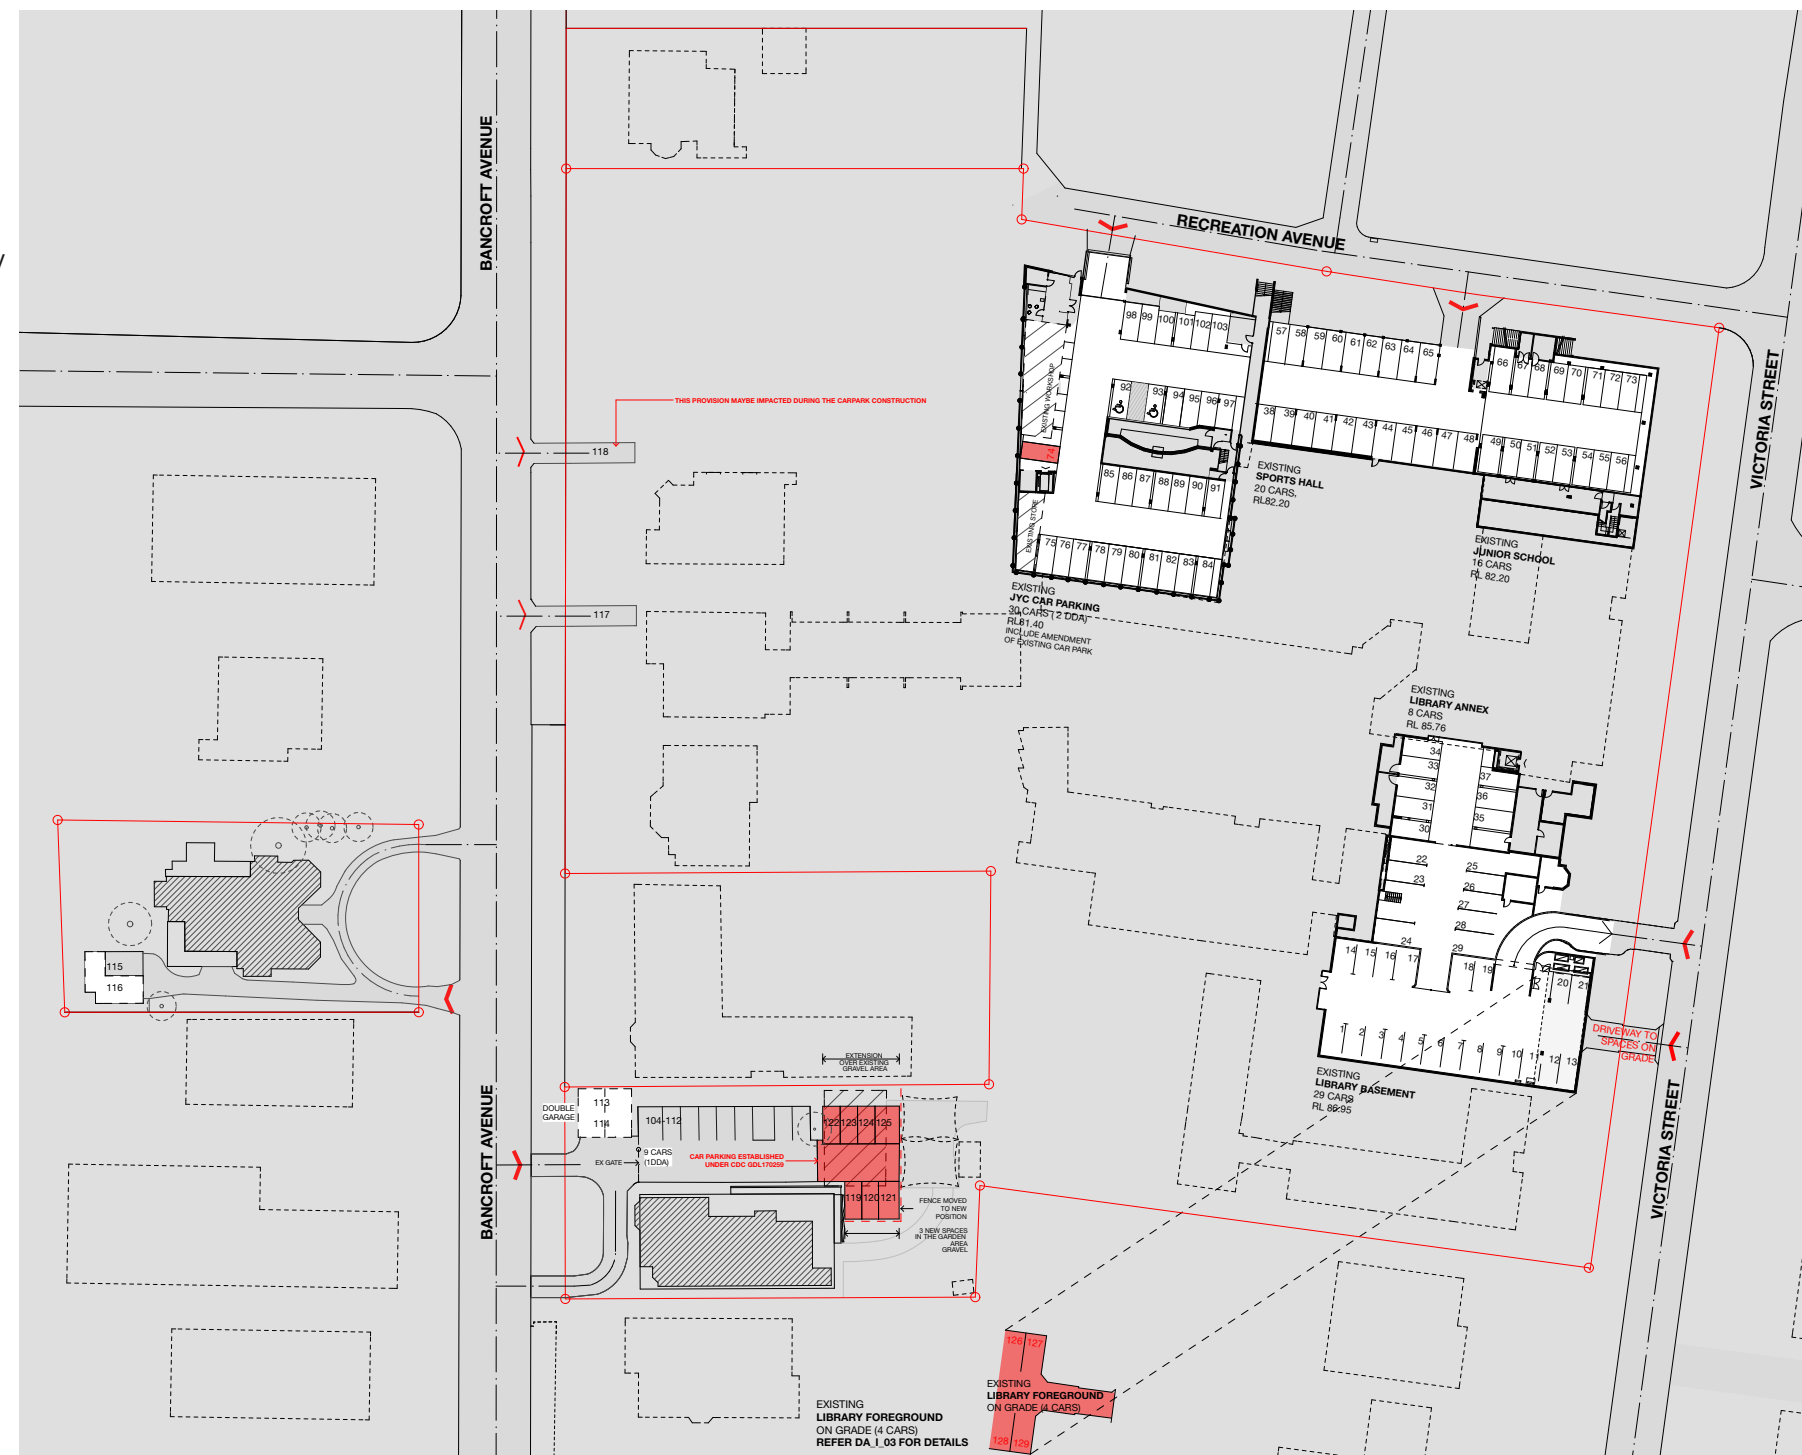 BANCROFT AVENUE
RECREATION AVENUE
VICTORIA STREET
98 99 100 101 102 103
57 58 59 60 61 62 63 64 65
66 67 68 69 70 71 72 73
92 93 94 95 96 97
38 39 40 41 42 43 44 45 46 47 48
49 50 51 52 53 54 55 56
EXISTING WORKSHOP
74
EXISTING STORE
85 86 87 88 89 90 91
75 76 77 78 79 80 81 82 83 84
THIS PROVISION MAYBE IMPACTED DURING THE CARPARK CONSTRUCTION
118
117
EXISTING
SPORTS HALL
20 CARS,
RL82.20
EXISTING
JUNIOR SCHOOL
16 CARS
RL 82.20
EXISTING
JYC CAR PARKING
30 CARS ( 2 DDA)
RL81.40
INCLUDE AMENDMENT
OF EXISTING CAR PARK
EXISTING
LIBRARY ANNEX
8 CARS
RL 85.76
34
33
32
31
30
37
36
35
22
23
24
25
26
27
28
29
14 15 16 17
18 19
20 21
1 2 3 4 5 6 7 8 9 10 11 12 13
DRIVEWAY TO
SPACES ON
GRADE
EXISTING
LIBRARY BASEMENT
29 CARS
RL 86.95
VICTORIA STREET
115
116
BANCROFT AVENUE
EXTENSION
OVER EXISTING
GRAVEL AREA
DOUBLE
GARAGE
113
114
104-112
122 123 124 125
EX GATE
9 CARS
(1DDA)
CAR PARKING ESTABLISHED
UNDER CDC GDL170259
119 120 121
FENCE MOVED
TO NEW
POSITION
3 NEW SPACES
IN THE GARDEN
AREA
GRAVEL
126 127
EXISTING
LIBRARY FOREGROUND
ON GRADE (4 CARS)
128 129
EXISTING
LIBRARY FOREGROUND
ON GRADE (4 CARS)
REFER DA_I_03 FOR DETAILS